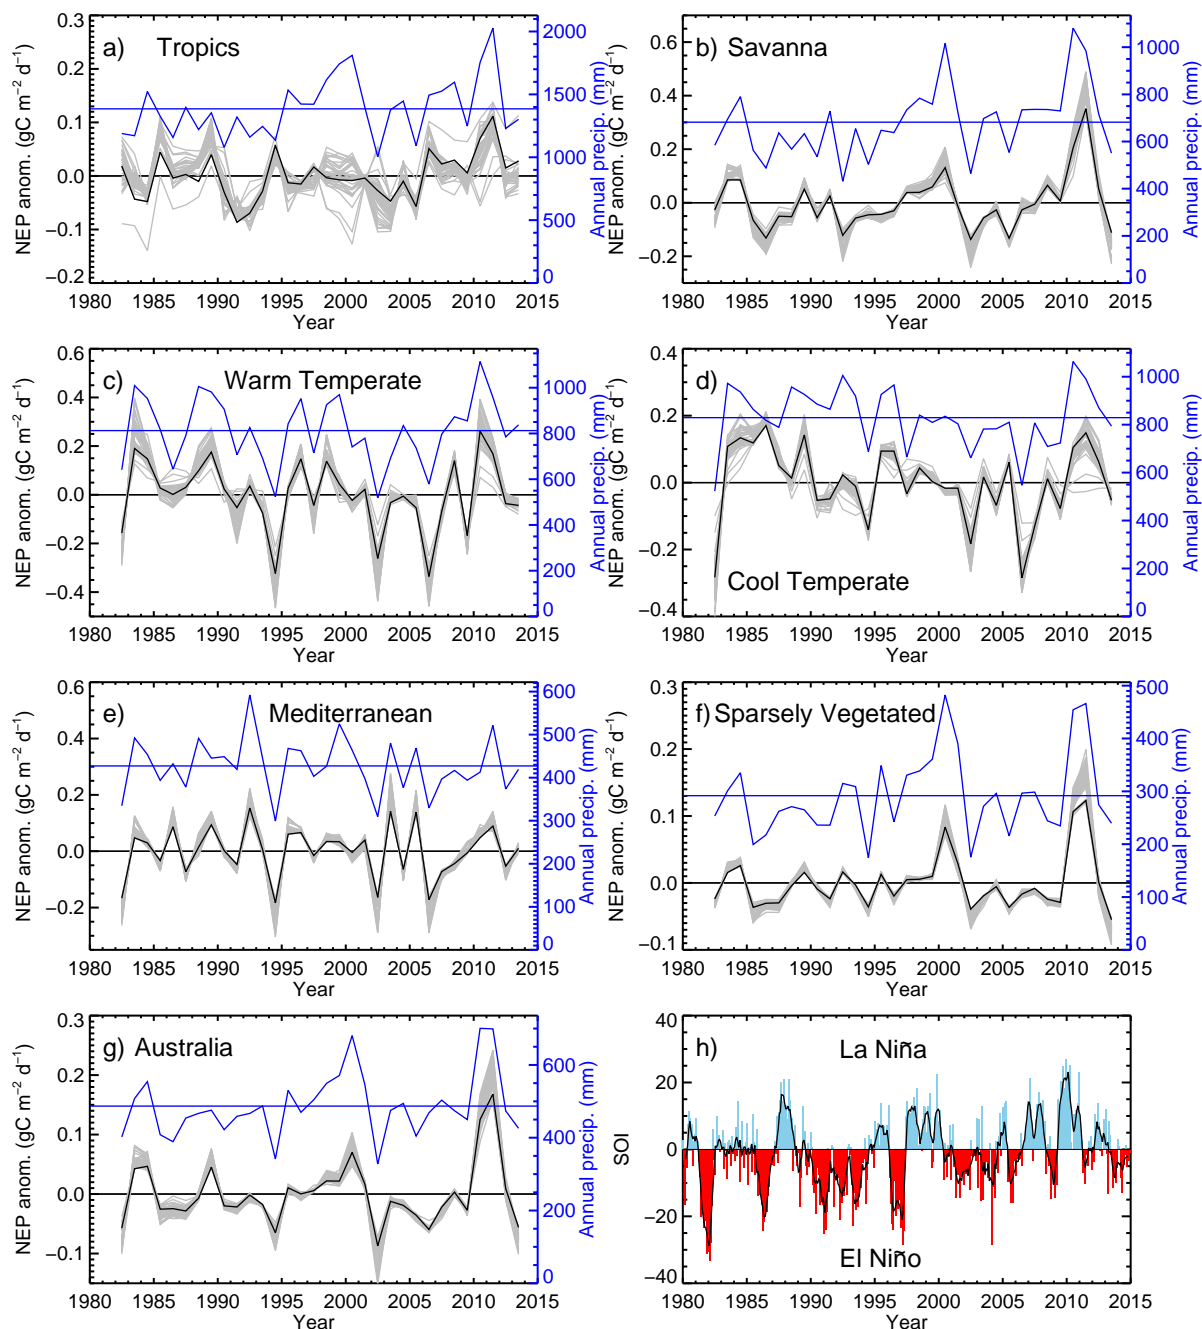 a) Tropics
NEP anom. (gC m⁻² d⁻¹)
0.3
0.2
0.1
0.0
−0.1
−0.2
2000
1500
1000
500
0
Annual precip. (mm)
1980 1985 1990 1995 2000 2005 2010 2015
Year
b) Savanna
NEP anom. (gC m⁻² d⁻¹)
0.6
0.4
0.2
0.0
−0.2
1000
800
600
400
200
0
Annual precip. (mm)
1980 1985 1990 1995 2000 2005 2010 2015
Year
c) Warm Temperate
NEP anom. (gC m⁻² d⁻¹)
0.6
0.4
0.2
0.0
−0.2
−0.4
1000
800
600
400
200
0
Annual precip. (mm)
1980 1985 1990 1995 2000 2005 2010 2015
Year
d)
Cool Temperate
NEP anom. (gC m⁻² d⁻¹)
0.4
0.2
0.0
−0.2
−0.4
1000
800
600
400
200
0
Annual precip. (mm)
1980 1985 1990 1995 2000 2005 2010 2015
Year
e) Mediterranean
NEP anom. (gC m⁻² d⁻¹)
0.6
0.4
0.2
0.0
−0.2
600
500
400
300
200
100
0
Annual precip. (mm)
1980 1985 1990 1995 2000 2005 2010 2015
Year
f) Sparsely Vegetated
NEP anom. (gC m⁻² d⁻¹)
0.3
0.2
0.1
0.0
−0.1
500
400
300
200
100
0
Annual precip. (mm)
1980 1985 1990 1995 2000 2005 2010 2015
Year
g) Australia
NEP anom. (gC m⁻² d⁻¹)
0.3
0.2
0.1
0.0
−0.1
600
400
200
0
Annual precip. (mm)
1980 1985 1990 1995 2000 2005 2010 2015
Year
h)
La Niña
El Niño
SOI
40
20
0
−20
−40
1980 1985 1990 1995 2000 2005 2010 2015
Year